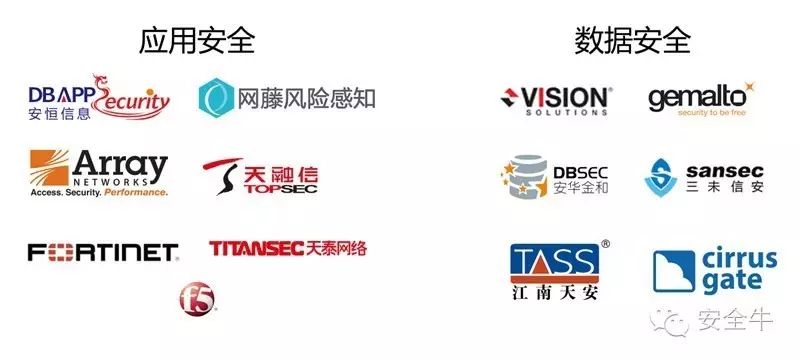 应用安全
数据安全
DBAPPSecurity
安恒信息
网藤风险感知
VISION®
SOLUTIONS
gemalto
security to be free
Array
NETWORKS
Access. Security. Performance.
天融信
TOPSEC
DBSEC
安华金和
sansec
三未信安
FORTINET®
TITANSEC天泰网络
TASS®
江南天安
cirrus
gate
f5
安全牛